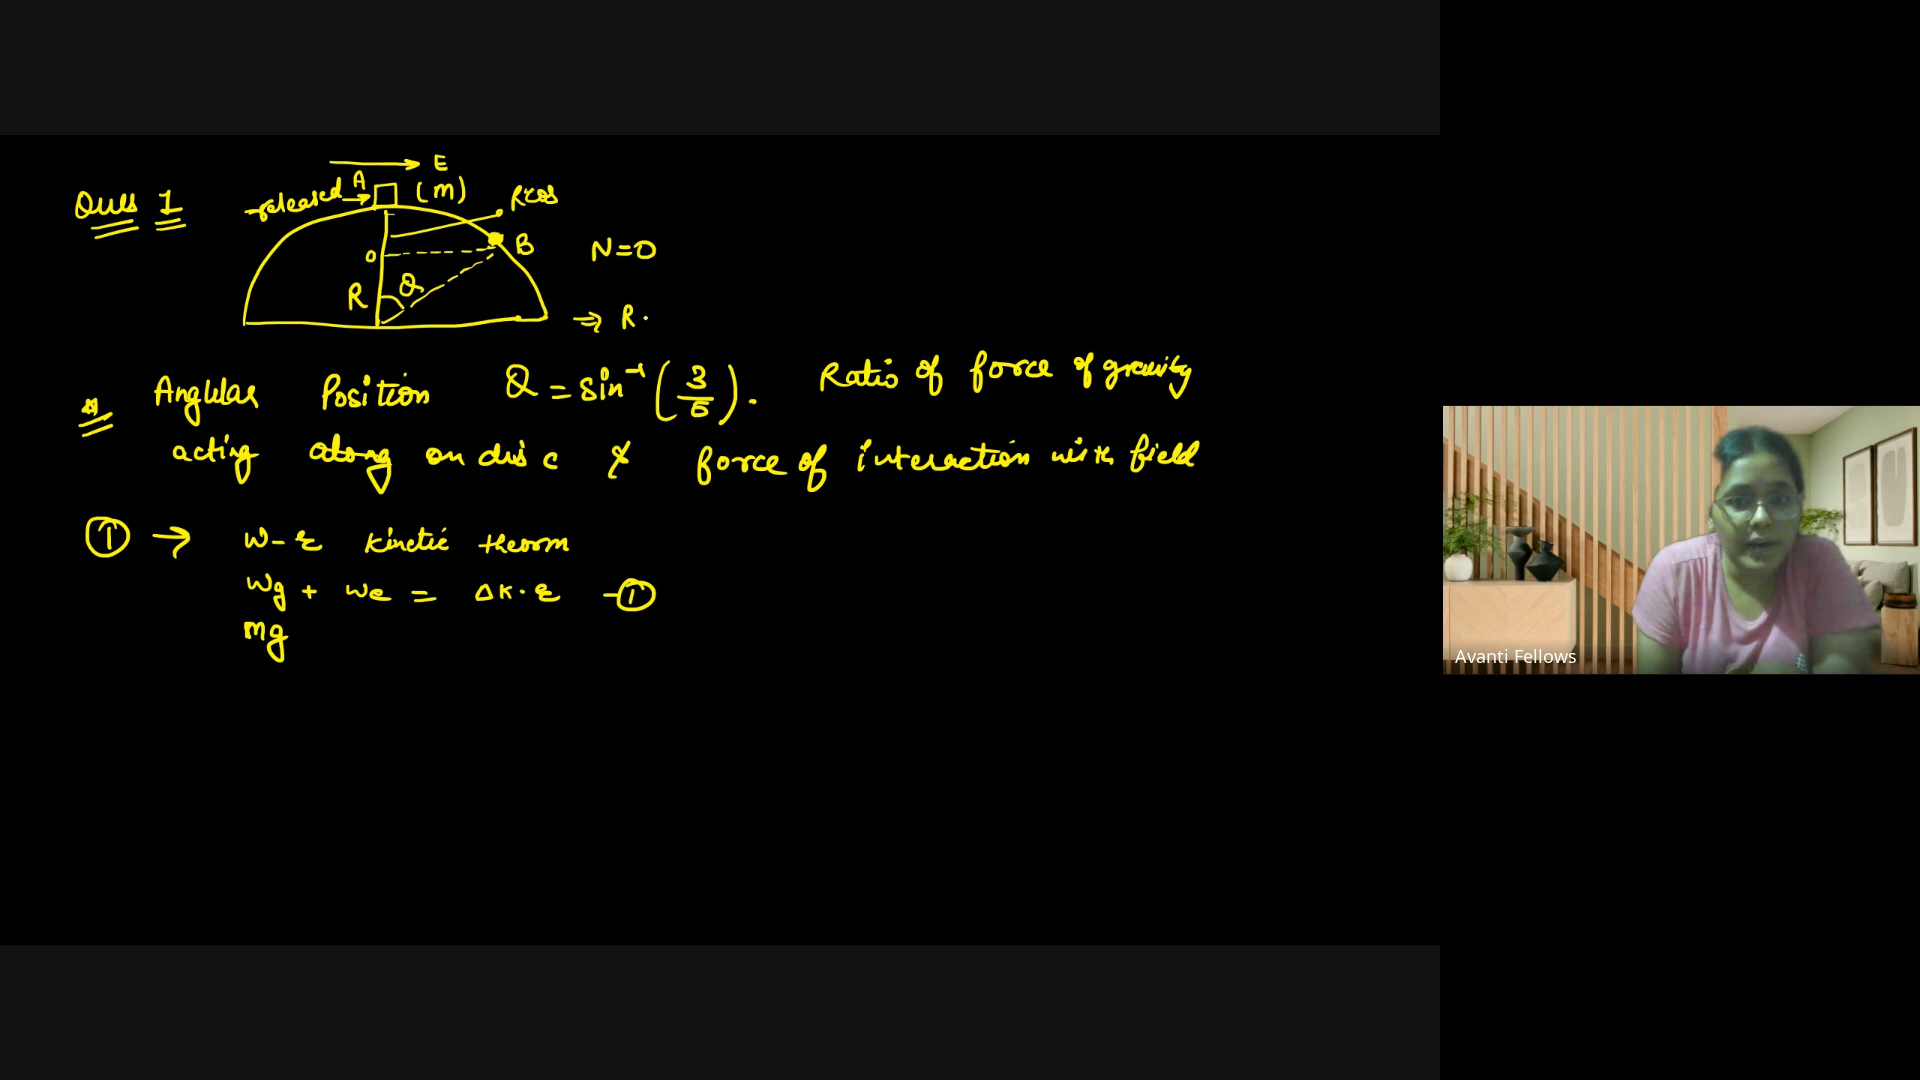 Ques 1
→ E
released A → (m) Rcos
O B N=0
R θ
⇒ R.
Angular Position θ = sin⁻¹ (3/5). Ratio of force of gravity
acting along on disc & force of interaction with field
① → W-E kinetic theorm
Wg + We = ΔK.E -①
mg
Avanti Fellows